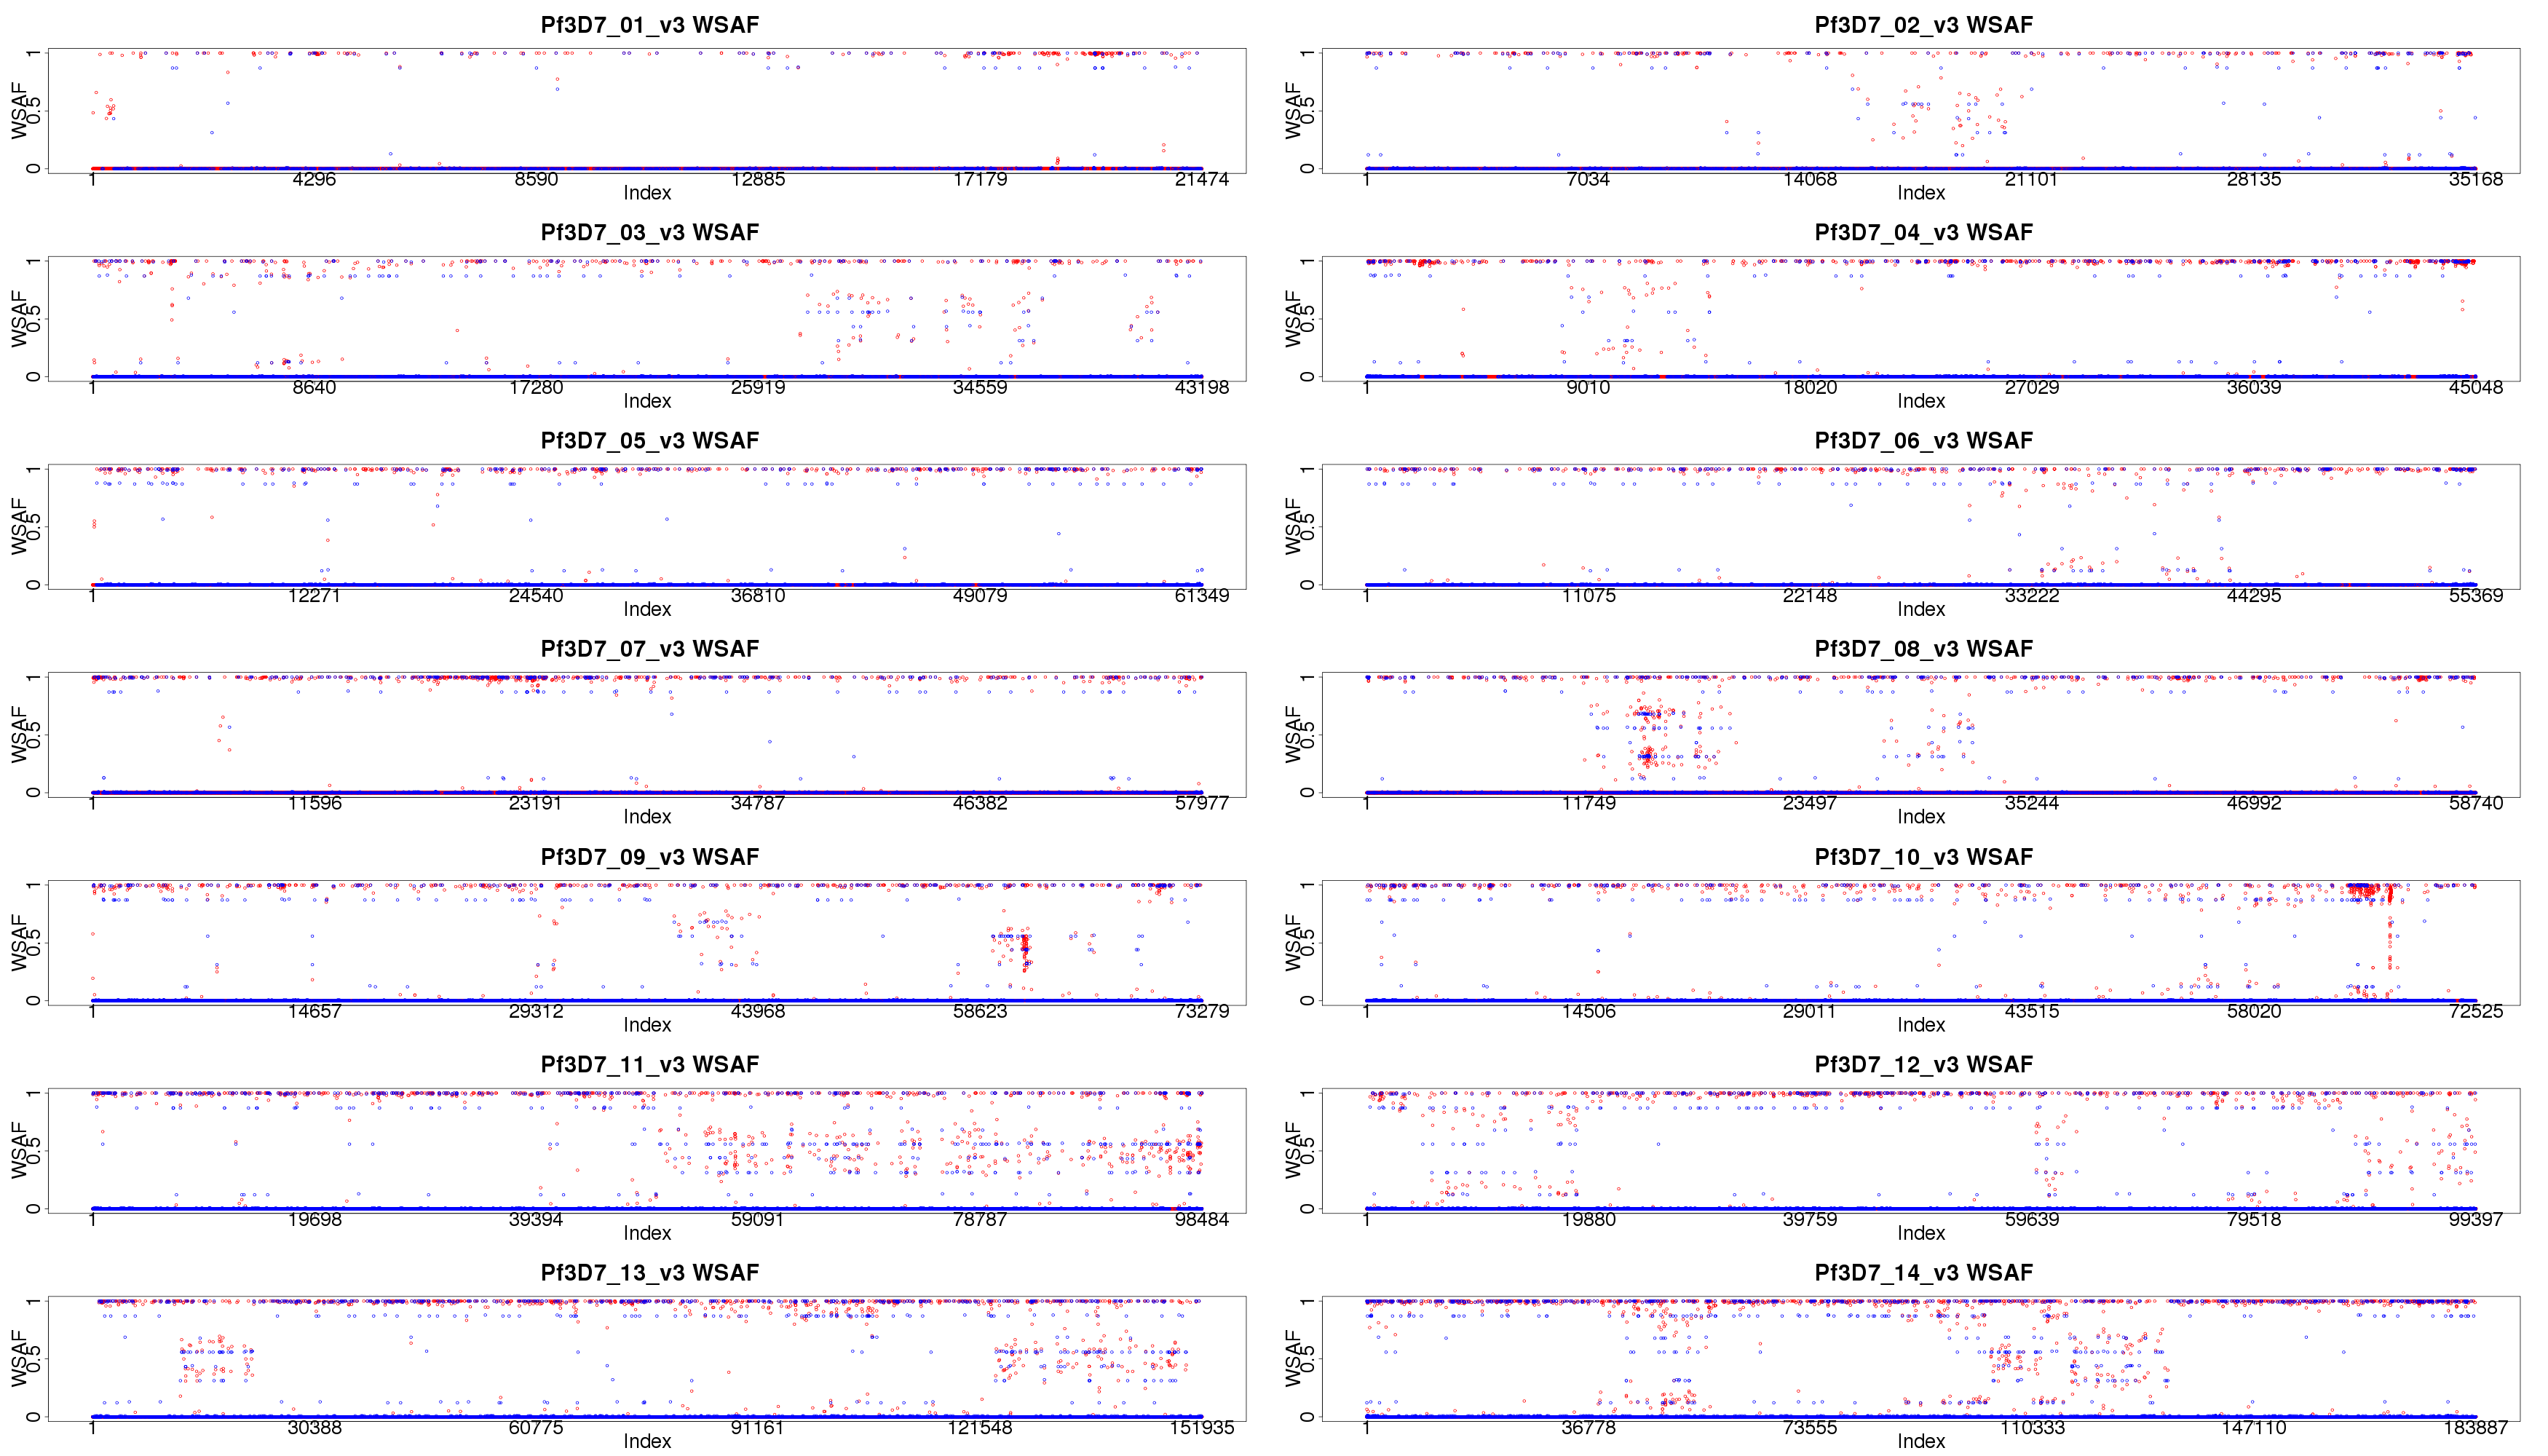 Pf3D7_01_v3 WSAF
WSAF
0 0.5 1
1 4296 8590 12885 17179 21474
Index
Pf3D7_02_v3 WSAF
WSAF
0 0.5 1
1 7034 14068 21101 28135 35168
Index
Pf3D7_03_v3 WSAF
WSAF
0 0.5 1
1 8640 17280 25919 34559 43198
Index
Pf3D7_04_v3 WSAF
WSAF
0 0.5 1
1 9010 18020 27029 36039 45048
Index
Pf3D7_05_v3 WSAF
WSAF
0 0.5 1
1 12271 24540 36810 49079 61349
Index
Pf3D7_06_v3 WSAF
WSAF
0 0.5 1
1 11075 22148 33222 44295 55369
Index
Pf3D7_07_v3 WSAF
WSAF
0 0.5 1
1 11596 23191 34787 46382 57977
Index
Pf3D7_08_v3 WSAF
WSAF
0 0.5 1
1 11749 23497 35244 46992 58740
Index
Pf3D7_09_v3 WSAF
WSAF
0 0.5 1
1 14657 29312 43968 58623 73279
Index
Pf3D7_10_v3 WSAF
WSAF
0 0.5 1
1 14506 29011 43515 58020 72525
Index
Pf3D7_11_v3 WSAF
WSAF
0 0.5 1
1 19698 39394 59091 78787 98484
Index
Pf3D7_12_v3 WSAF
WSAF
0 0.5 1
1 19880 39759 59639 79518 99397
Index
Pf3D7_13_v3 WSAF
WSAF
0 0.5 1
1 30388 60775 91161 121548 151935
Index
Pf3D7_14_v3 WSAF
WSAF
0 0.5 1
1 36778 73555 110333 147110 183887
Index